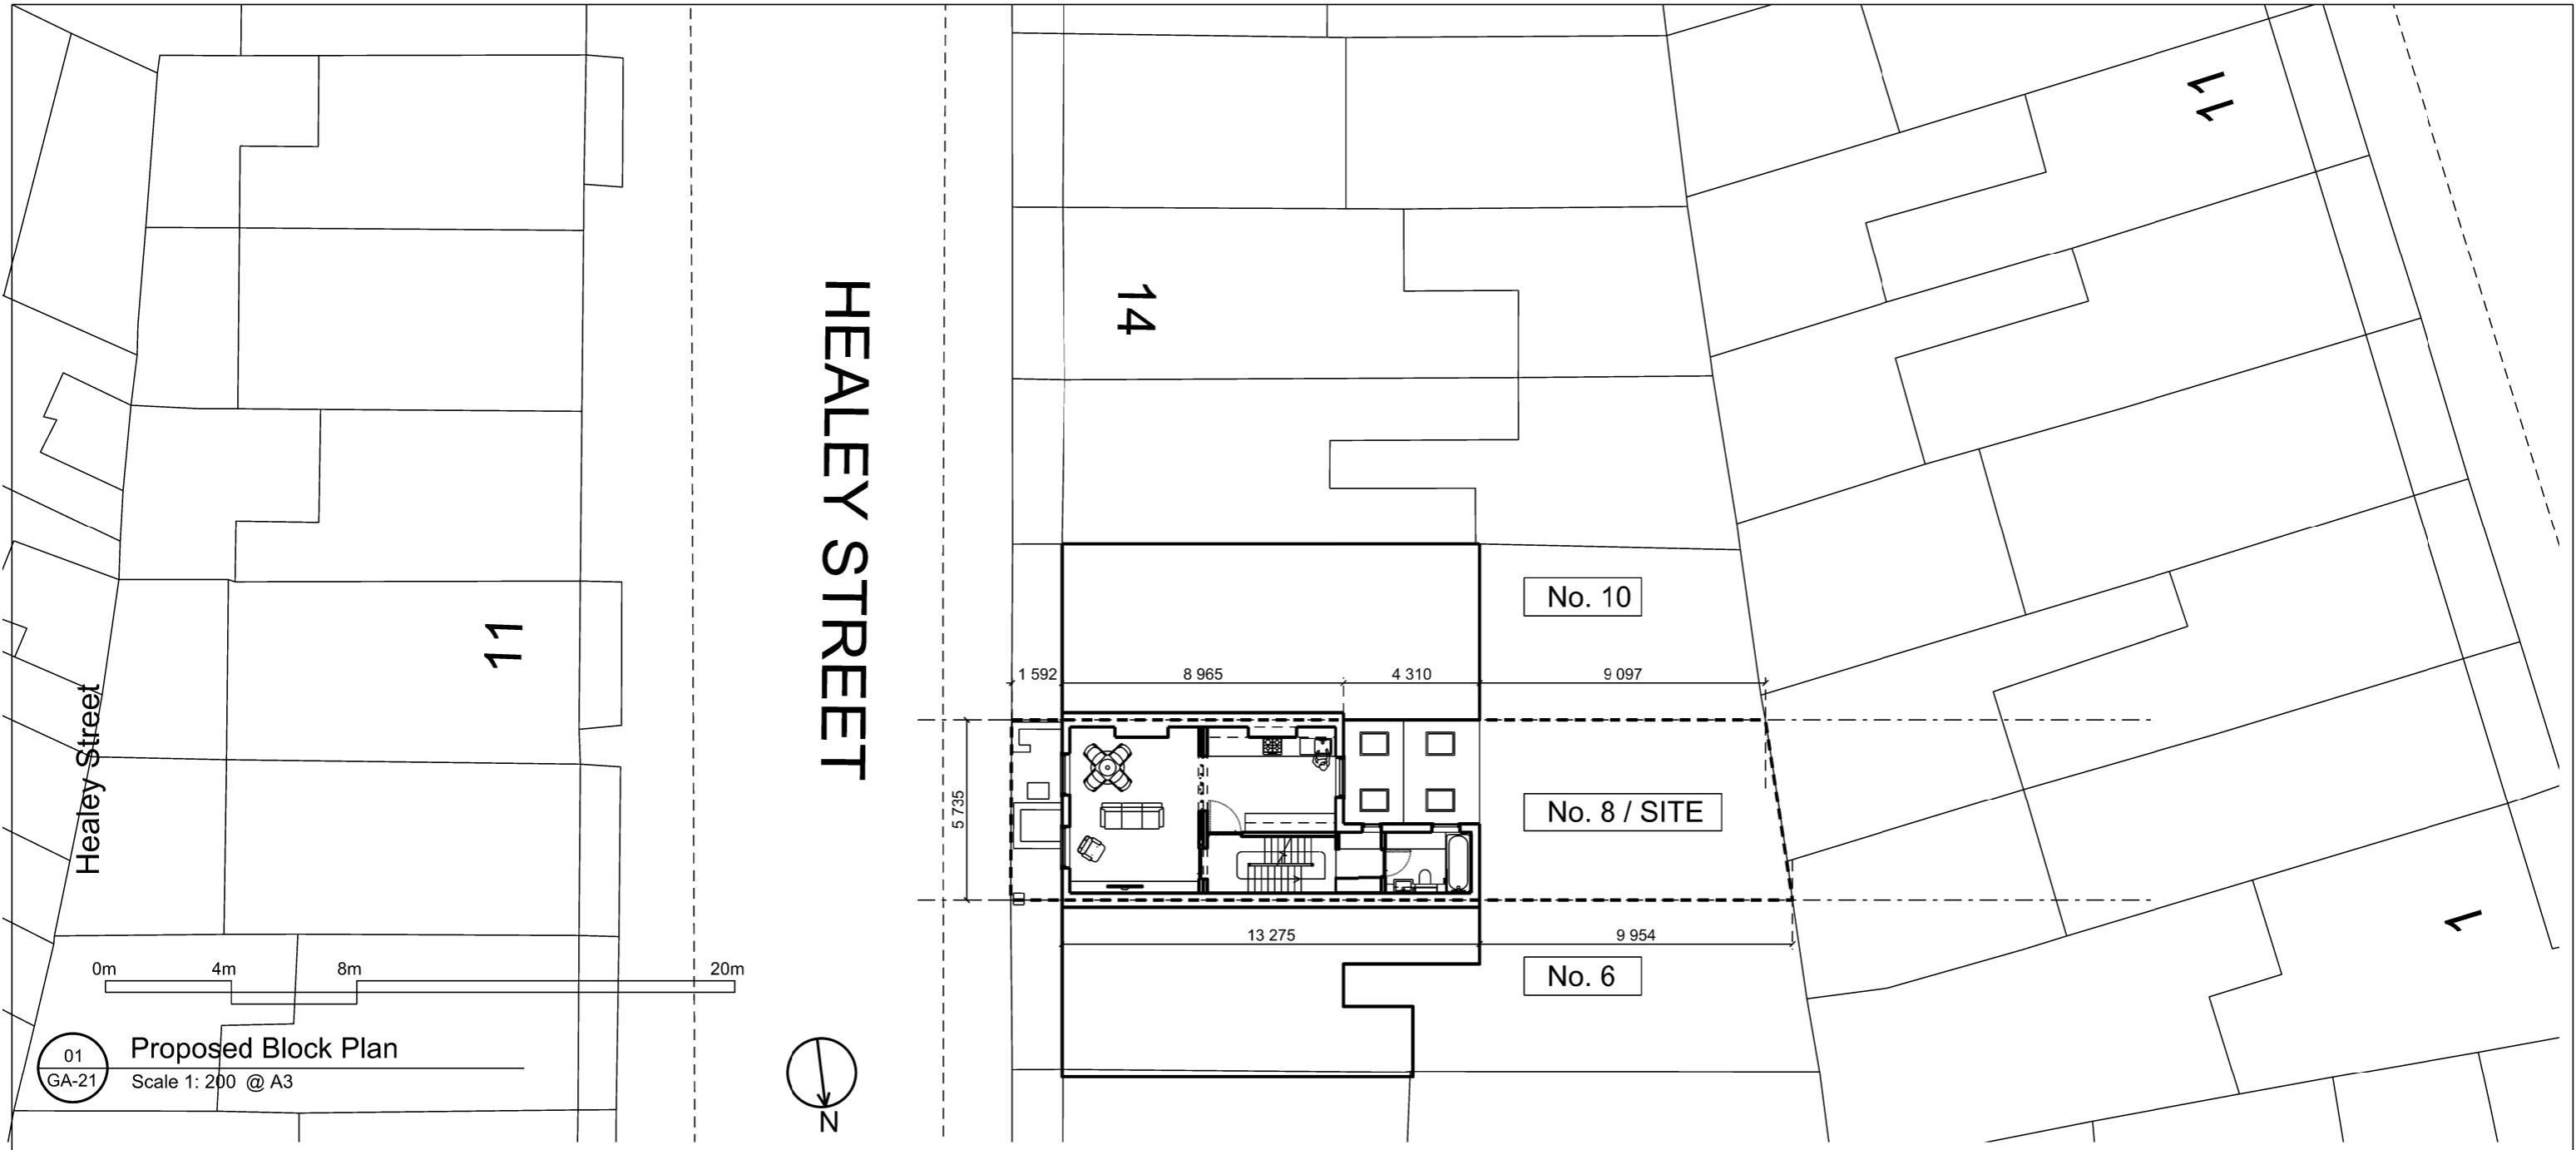 11
HEALEY STREET
14
No. 10
11
1 592
8 965
4 310
9 097
Healey Street
5 735
No. 8 / SITE
1
13 275
9 954
0m
4m
8m
20m
No. 6
01
GA-21
Proposed Block Plan
Scale 1: 200 @ A3
N